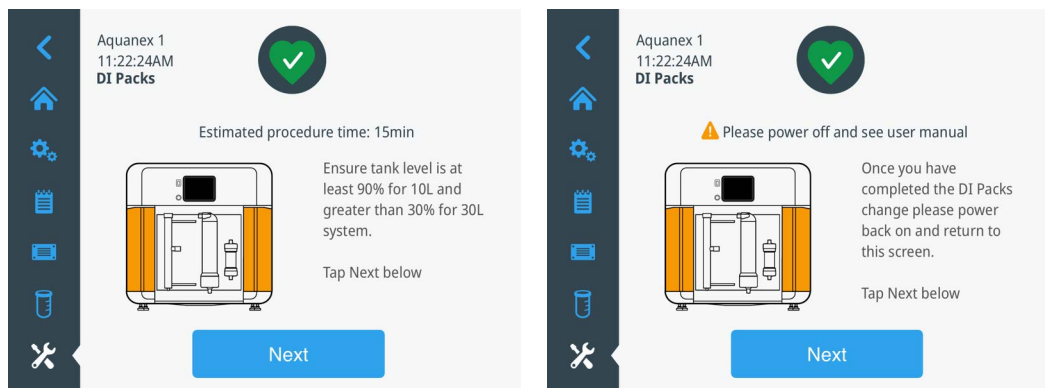 Aquanex 1
11:22:24AM
DI Packs
Estimated procedure time: 15min
Ensure tank level is at
least 90% for 10L and
greater than 30% for 30L
system.
Tap Next below
Next
Aquanex 1
11:22:24AM
DI Packs
Please power off and see user manual
Once you have
completed the DI Packs
change please power
back on and return to
this screen.
Tap Next below
Next